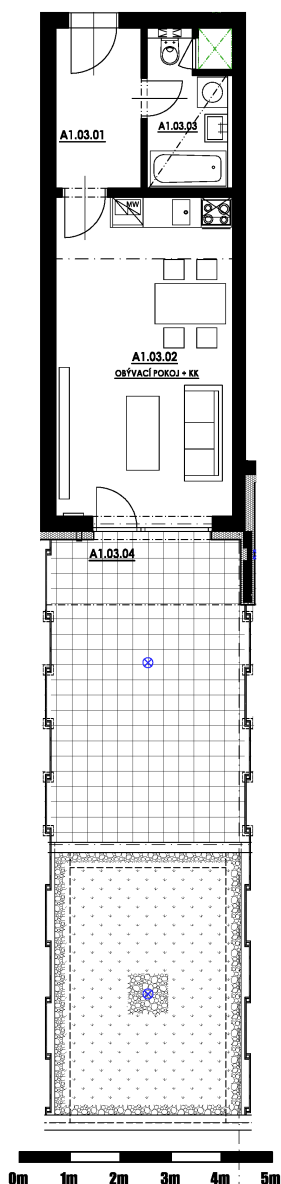 A1.03.01
A1.03.03
MW
A1.03.02
OBÝVACÍ POKOJ + KK
A1.03.04
0m 1m 2m 3m 4m 5m